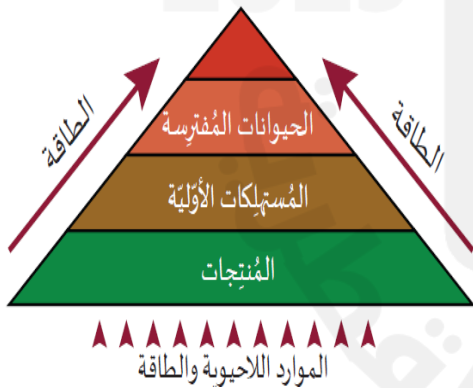 الطاقة
الطاقة
الحيوانات المُفترِسة
المُستهلِكات الأوّليّة
المُنتِجات
الموارد اللاحيوية والطاقة